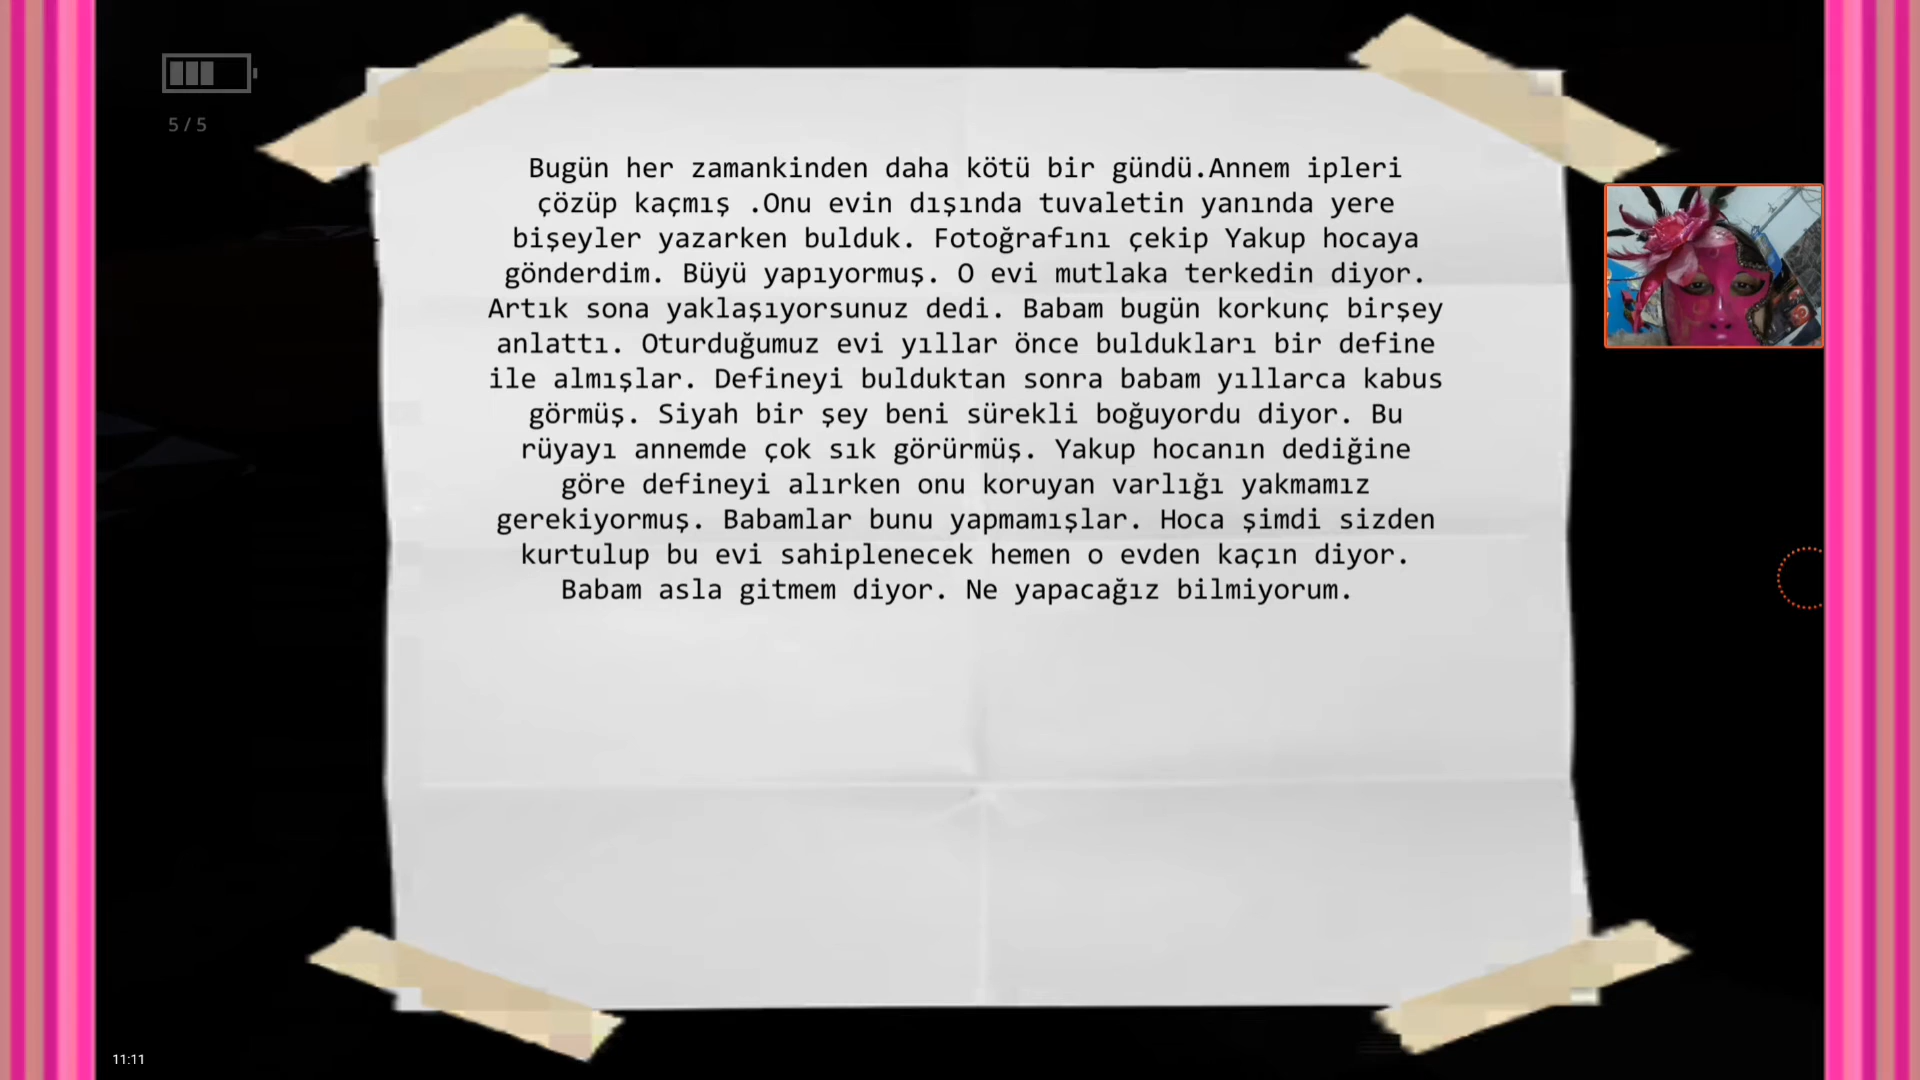 5 / 5
Bugün her zamankinden daha kötü bir gündü.Annem ipleri
çözüp kaçmış .Onu evin dışında tuvaletin yanında yere
bişeyler yazarken bulduk. Fotoğrafını çekip Yakup hocaya
gönderdim. Büyü yapıyormuş. O evi mutlaka terkedin diyor.
Artık sona yaklaşıyorsunuz dedi. Babam bugün korkunç birşey
anlattı. Oturduğumuz evi yıllar önce buldukları bir define
ile almışlar. Defineyi bulduktan sonra babam yıllarca kabus
görmüş. Siyah bir şey beni sürekli boğuyordu diyor. Bu
rüyayı annemde çok sık görürmüş. Yakup hocanın dediğine
göre defineyi alırken onu koruyan varlığı yakmamız
gerekiyormuş. Babamlar bunu yapmamışlar. Hoca şimdi sizden
kurtulup bu evi sahiplenecek hemen o evden kaçın diyor.
Babam asla gitmem diyor. Ne yapacağız bilmiyorum.
11:11